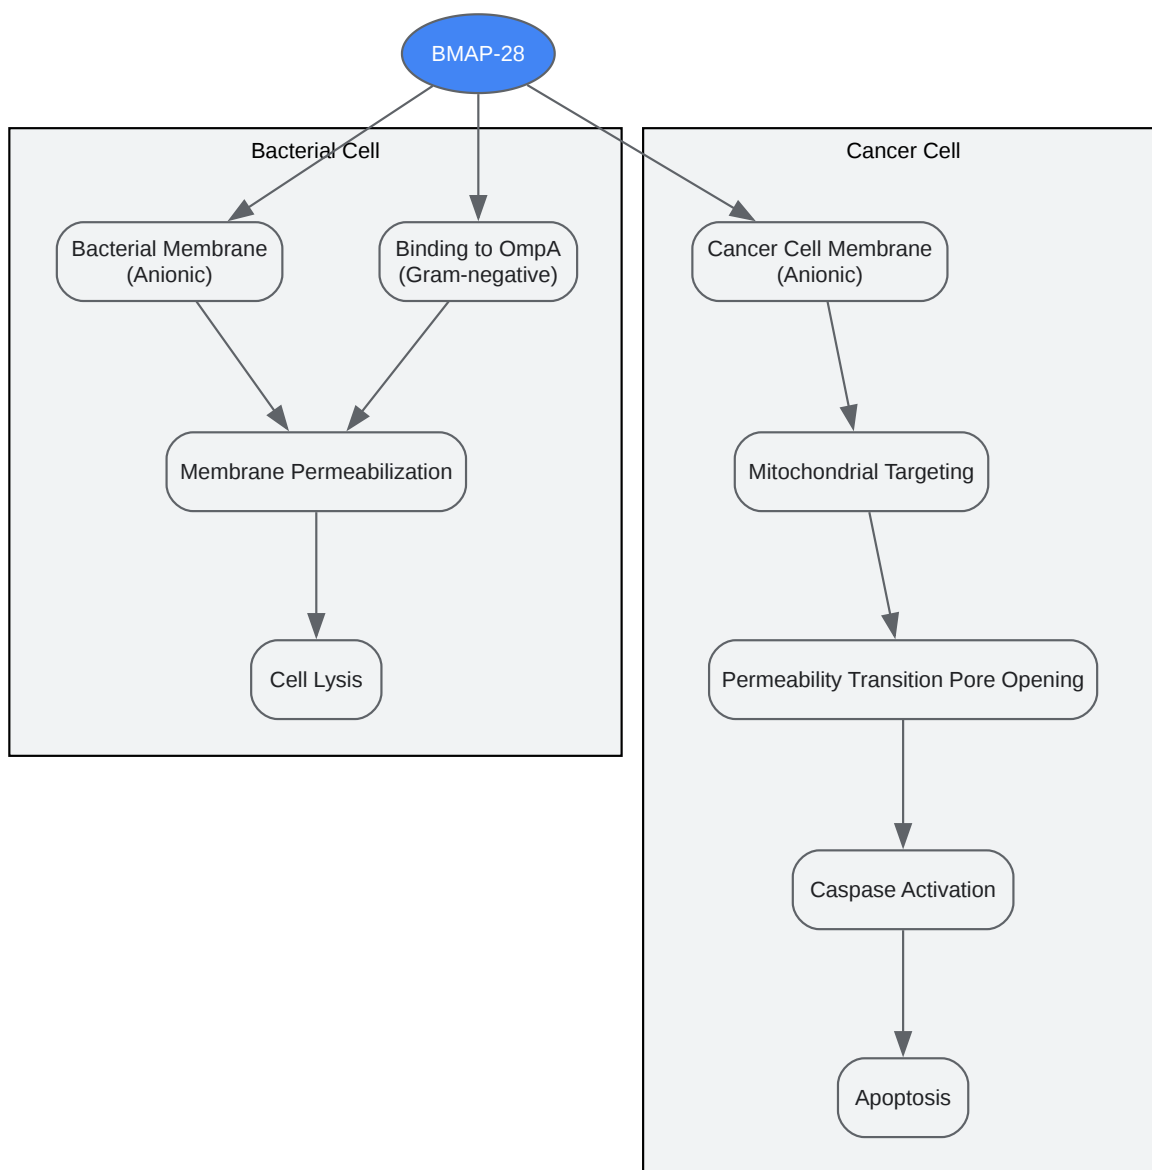 BMAP-28
Bacterial Cell
Bacterial Membrane
(Anionic)
Binding to OmpA
(Gram-negative)
Membrane Permeabilization
Cell Lysis
Cancer Cell
Cancer Cell Membrane
(Anionic)
Mitochondrial Targeting
Permeability Transition Pore Opening
Caspase Activation
Apoptosis